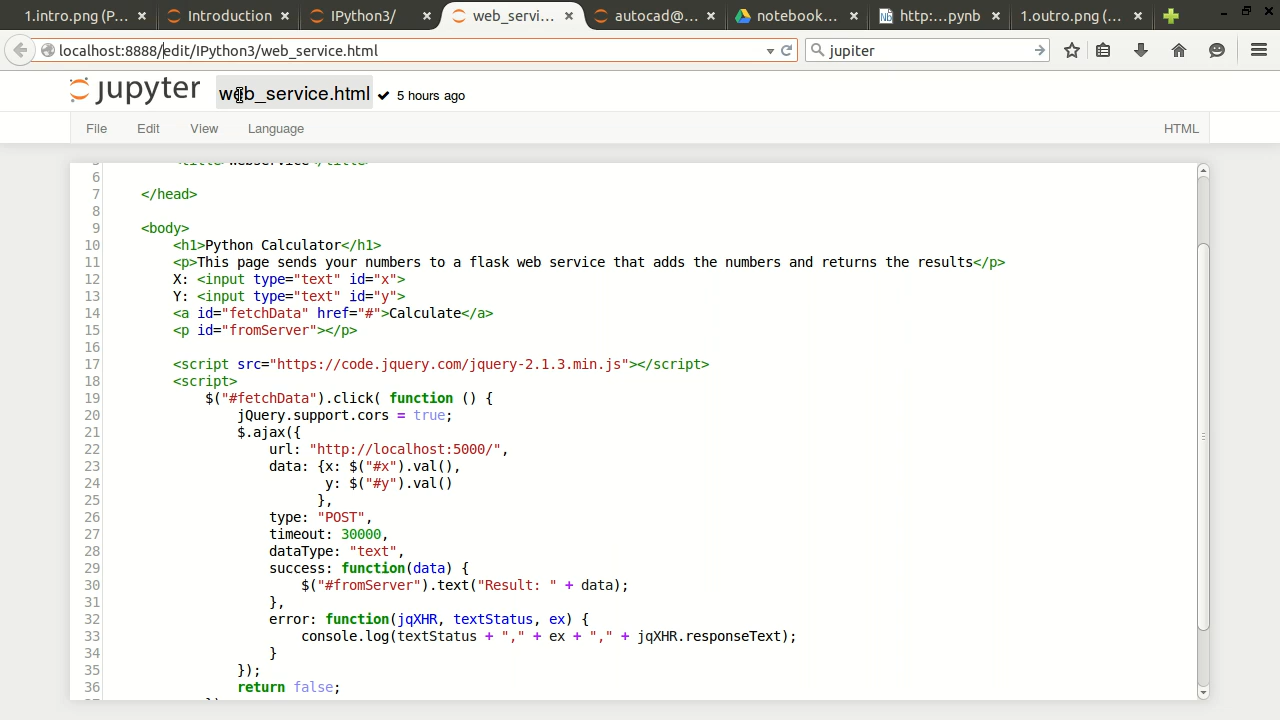 1.intro.png (P... × Introduction × IPython3/ × web_servi... × autocad@... × notebook... × http:...pynb × 1.outro.png (... ×
localhost:8888/edit/IPython3/web_service.html jupiter
jupyter web_service.html 5 hours ago
File Edit View Language HTML
5 <title>Webservice</title>
6
7 </head>
8
9 <body>
10 <h1>Python Calculator</h1>
11 <p>This page sends your numbers to a flask web service that adds the numbers and returns the results</p>
12 X: <input type="text" id="x">
13 Y: <input type="text" id="y">
14 <a id="fetchData" href="#">Calculate</a>
15 <p id="fromServer"></p>
16
17 <script src="https://code.jquery.com/jquery-2.1.3.min.js"></script>
18 <script>
19 $("#fetchData").click( function () {
20 jQuery.support.cors = true;
21 $.ajax({
22 url: "http://localhost:5000/",
23 data: {x: $("#x").val(),
24 y: $("#y").val()
25 },
26 type: "POST",
27 timeout: 30000,
28 dataType: "text",
29 success: function(data) {
30 $("#fromServer").text("Result: " + data);
31 },
32 error: function(jqXHR, textStatus, ex) {
33 console.log(textStatus + "," + ex + "," + jqXHR.responseText);
34 }
35 });
36 return false;